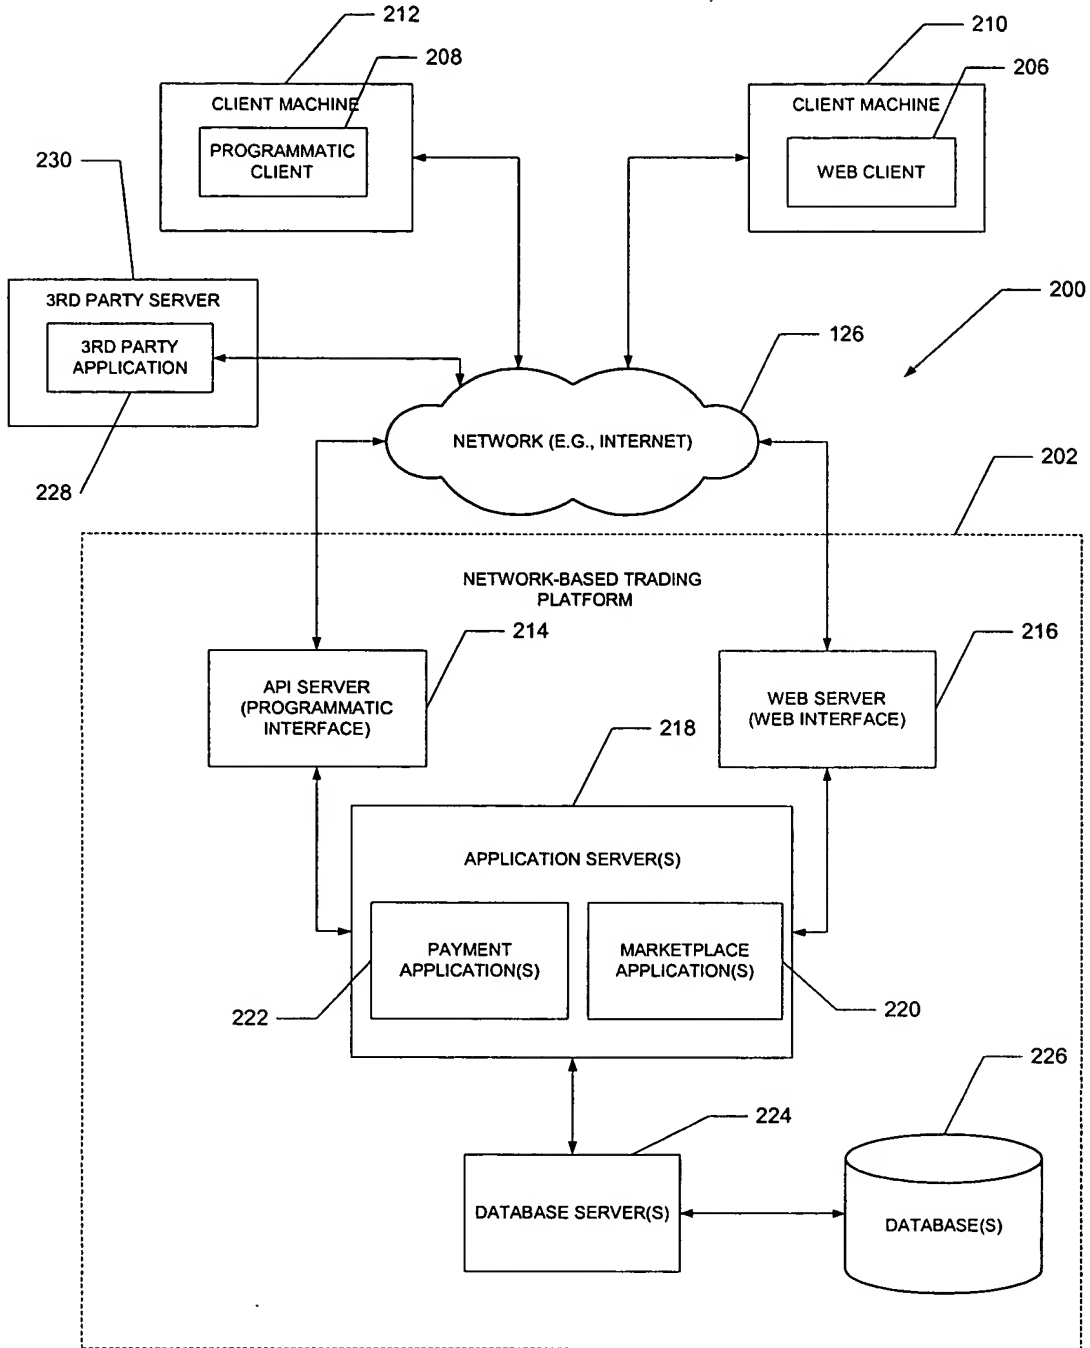 212
210
208
206
CLIENT MACHINE
PROGRAMMATIC
CLIENT
CLIENT MACHINE
WEB CLIENT
230
3RD PARTY SERVER
3RD PARTY
APPLICATION
228
200
126
NETWORK (E.G., INTERNET)
202
NETWORK-BASED TRADING
PLATFORM
214
216
API SERVER
(PROGRAMMATIC
INTERFACE)
WEB SERVER
(WEB INTERFACE)
218
APPLICATION SERVER(S)
PAYMENT
APPLICATION(S)
MARKETPLACE
APPLICATION(S)
222
220
226
224
DATABASE SERVER(S)
DATABASE(S)